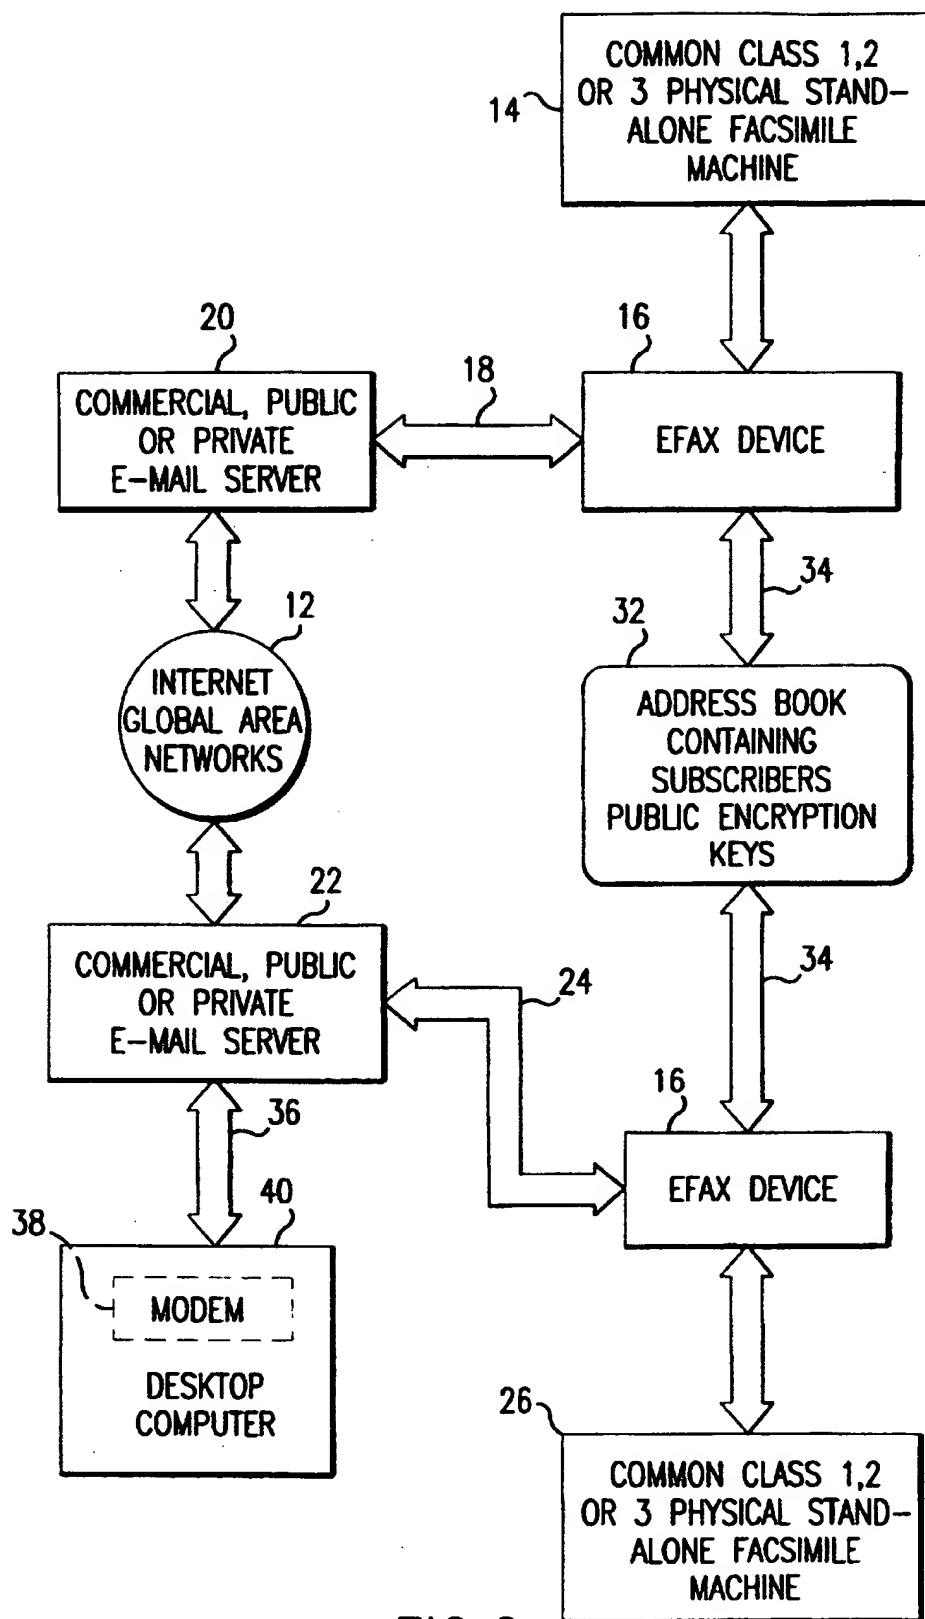 COMMON CLASS 1,2
OR 3 PHYSICAL STAND-
ALONE FACSIMILE
MACHINE
14
20
16
18
COMMERCIAL, PUBLIC
OR PRIVATE
E-MAIL SERVER
EFAX DEVICE
34
12
32
INTERNET
GLOBAL AREA
NETWORKS
ADDRESS BOOK
CONTAINING
SUBSCRIBERS
PUBLIC ENCRYPTION
KEYS
22
COMMERCIAL, PUBLIC
OR PRIVATE
E-MAIL SERVER
24
34
16
36
EFAX DEVICE
40
38
MODEM
DESKTOP
COMPUTER
26
COMMON CLASS 1,2
OR 3 PHYSICAL STAND-
ALONE FACSIMILE
MACHINE